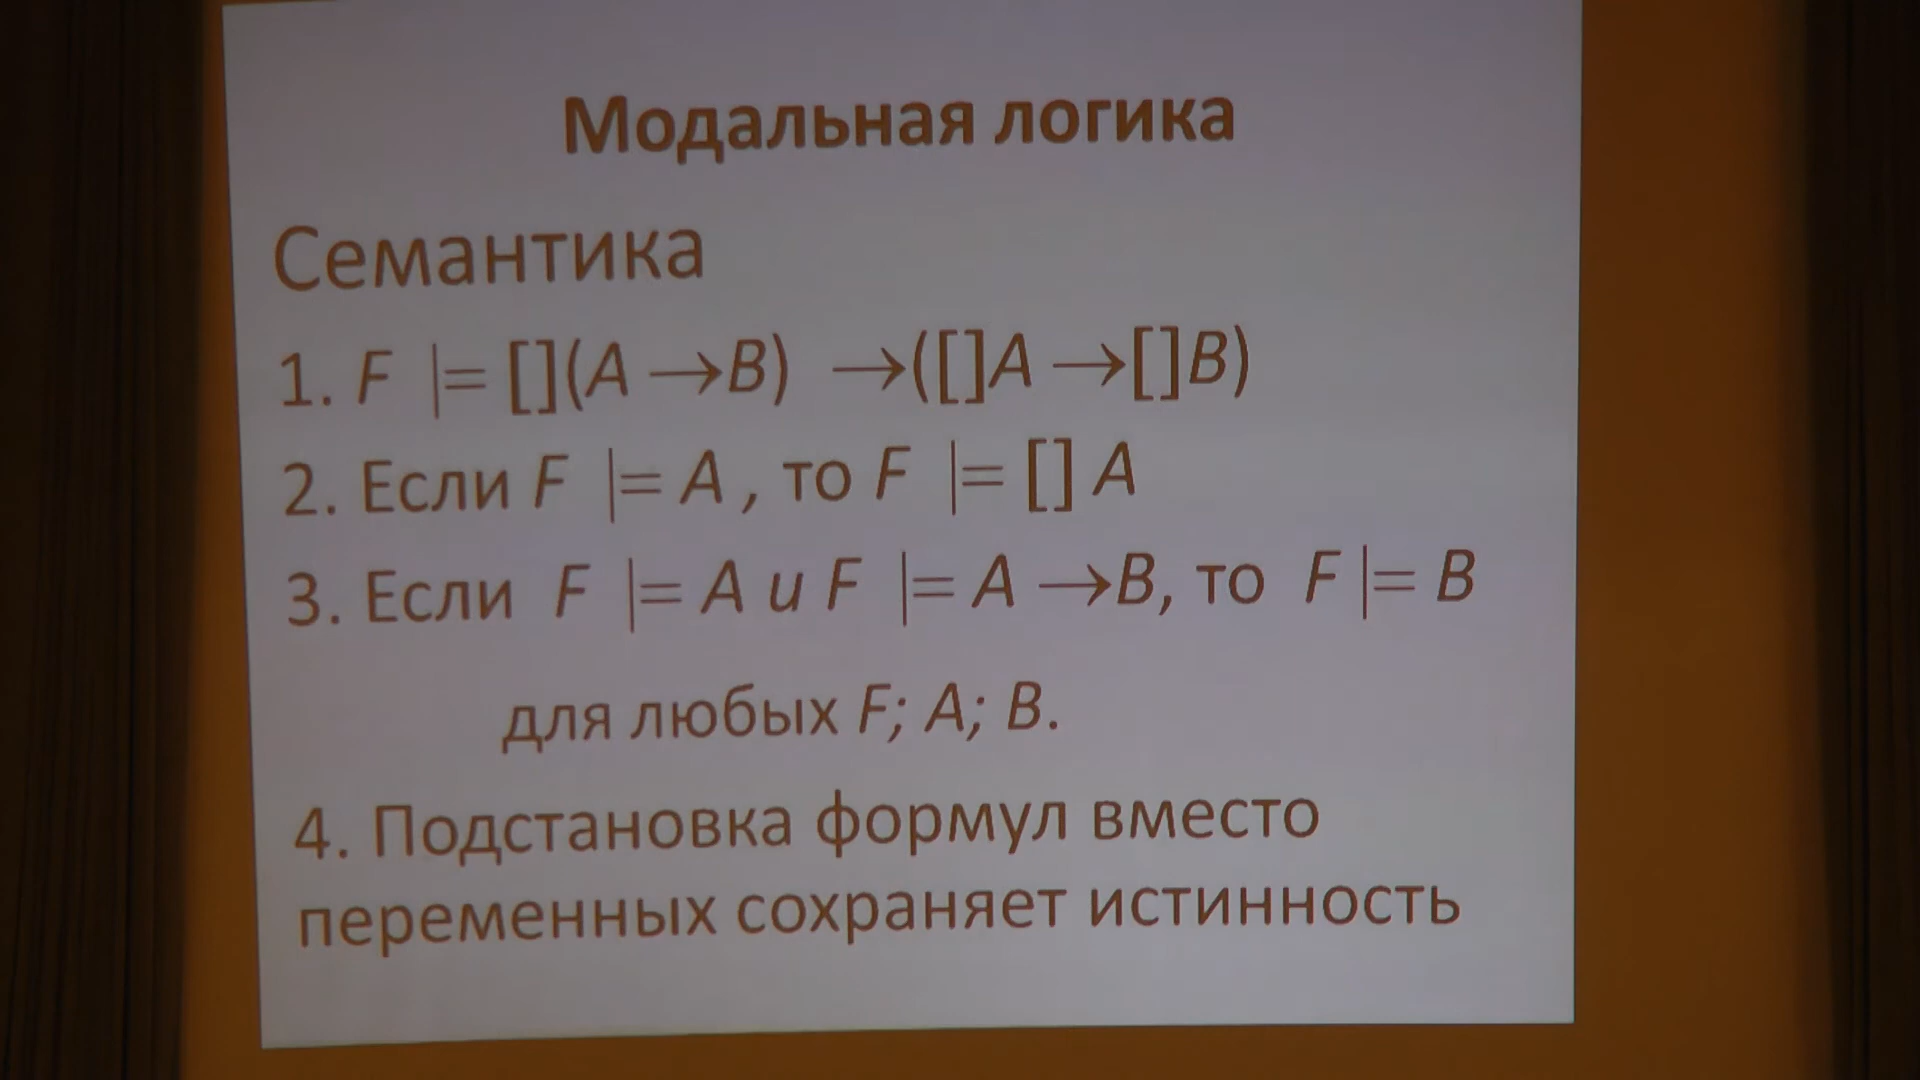 Модальная логика
Семантика
1. F |= [](A →B) →([]A →[]B)
2. Если F |= A , то F |= [] A
3. Если F |= A и F |= A →B, то F |= B
для любых F; A; B.
4. Подстановка формул вместо
переменных сохраняет истинность